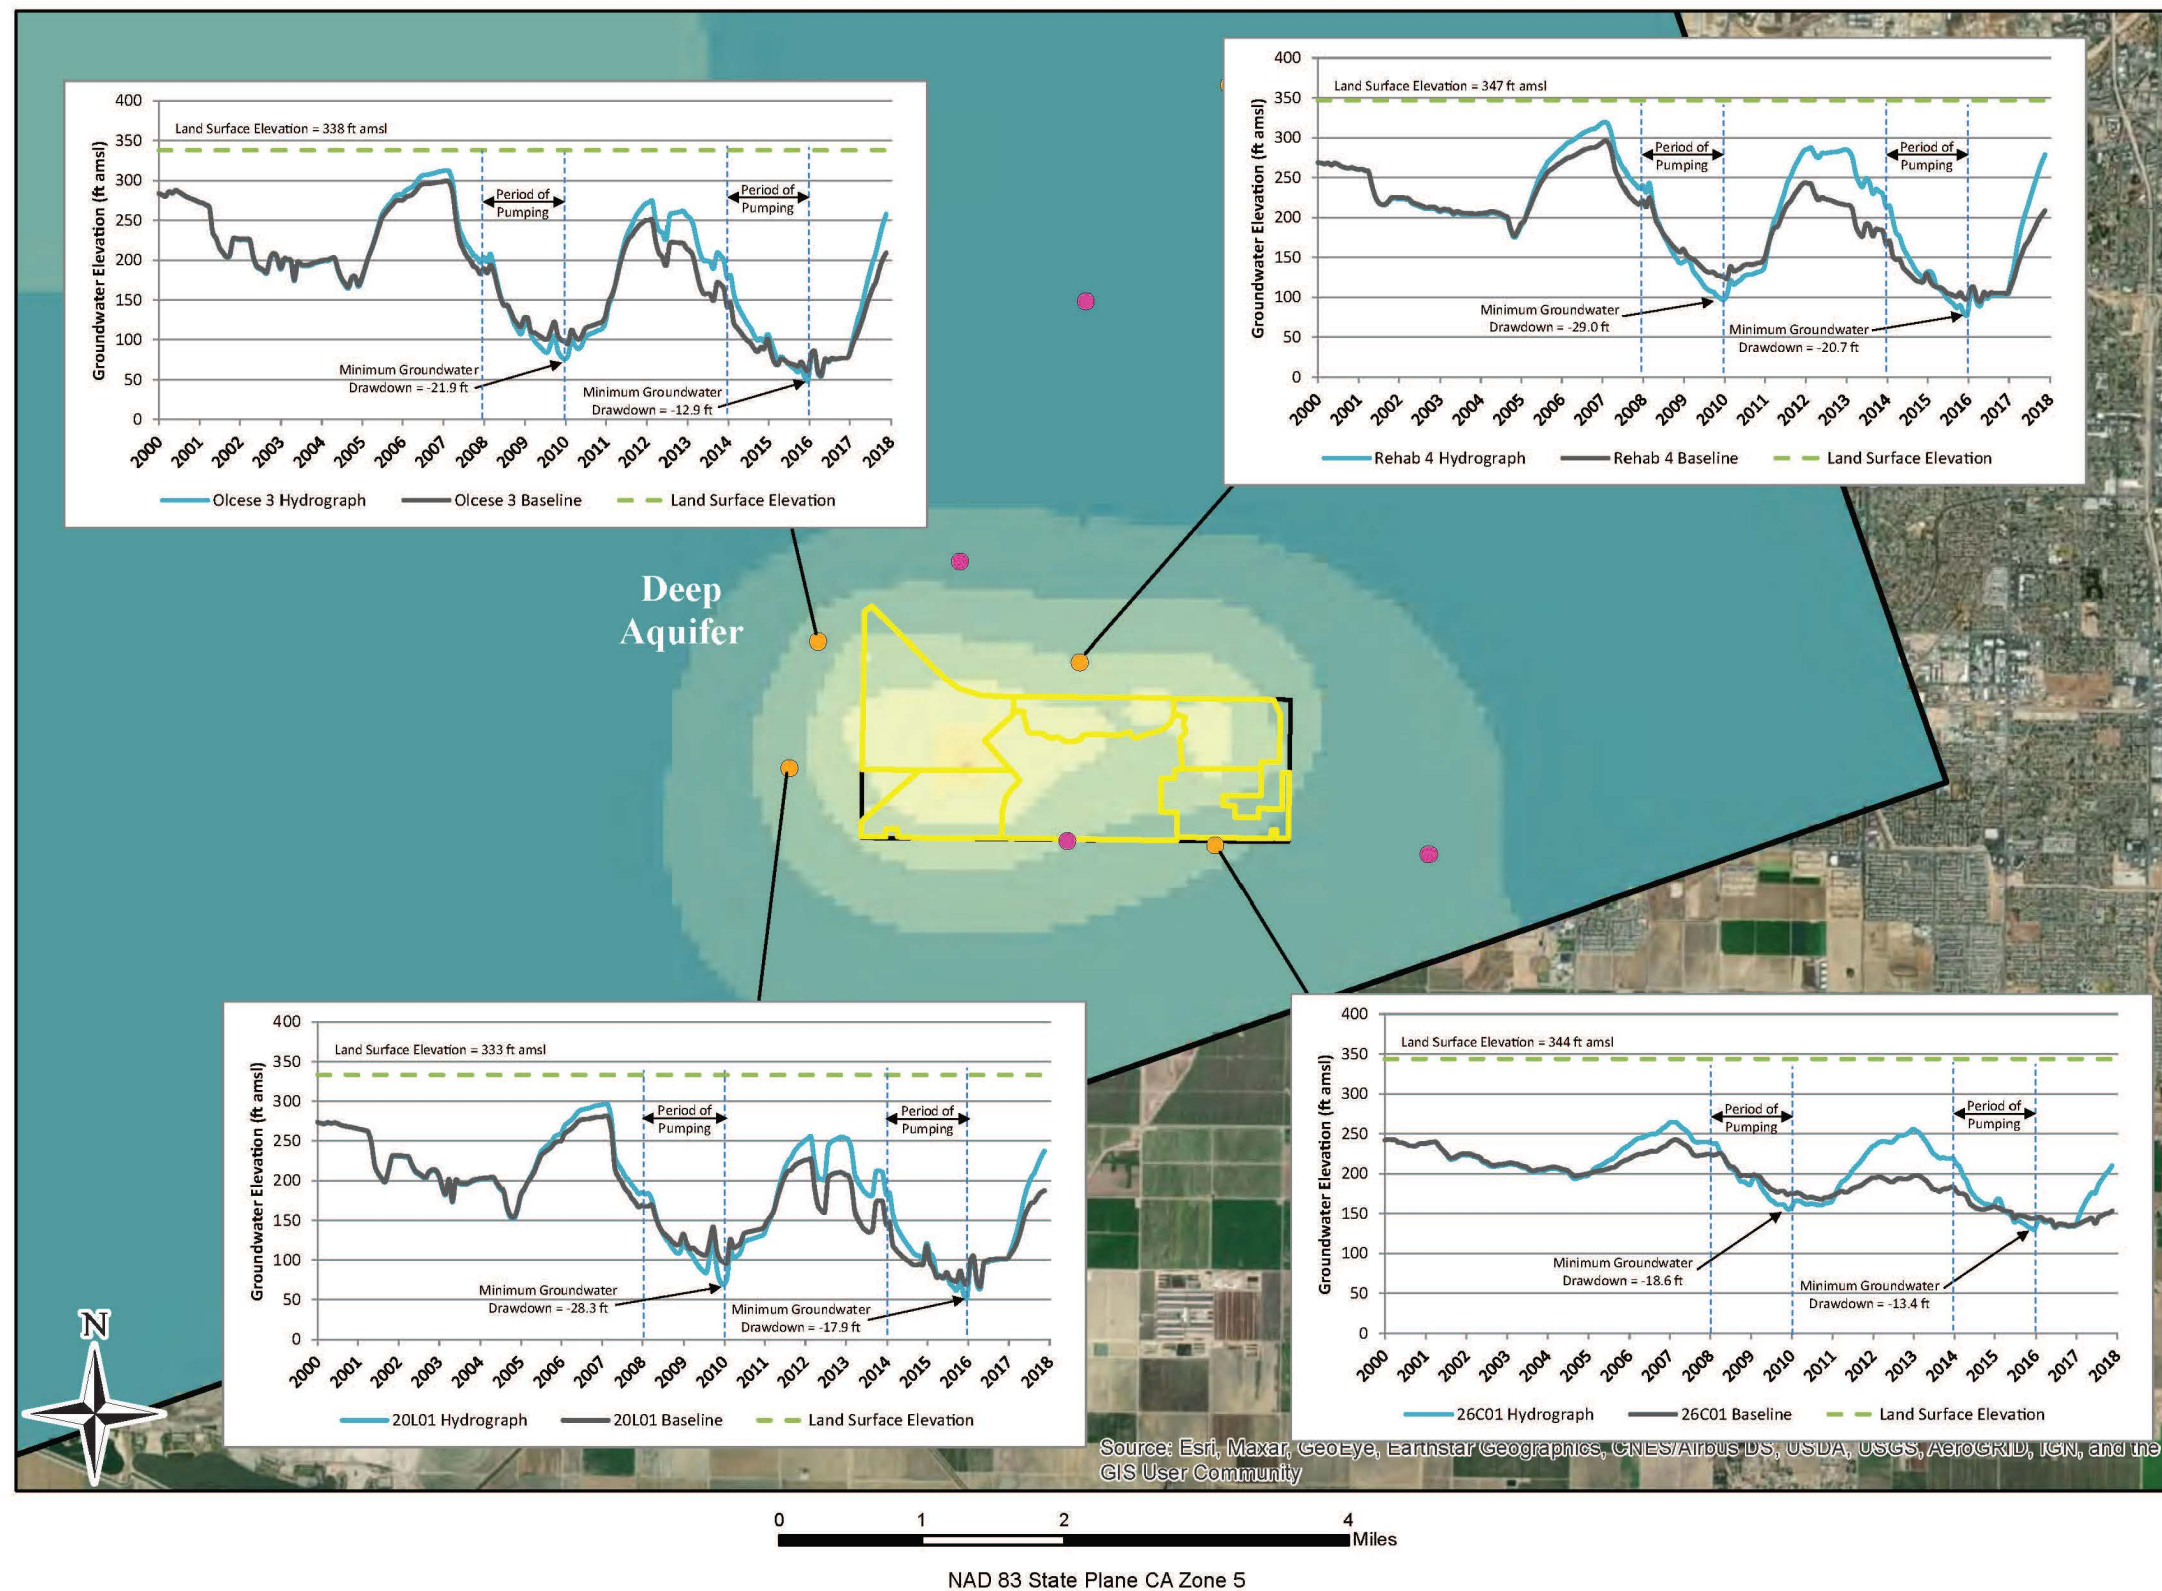 400
350
300
250
200
150
100
50
0
Groundwater Elevation (ft amsl)
Land Surface Elevation = 338 ft amsl
Period of
Pumping
Period of
Pumping
Minimum Groundwater
Drawdown = -21.9 ft
Minimum Groundwater
Drawdown = -12.9 ft
2000 2001 2002 2003 2004 2005 2006 2007 2008 2009 2010 2011 2012 2013 2014 2015 2016 2017 2018
Olcese 3 Hydrograph Olcese 3 Baseline Land Surface Elevation
400
350
300
250
200
150
100
50
0
Groundwater Elevation (ft amsl)
Land Surface Elevation = 347 ft amsl
Period of
Pumping
Period of
Pumping
Minimum Groundwater
Drawdown = -29.0 ft
Minimum Groundwater
Drawdown = -20.7 ft
2000 2001 2002 2003 2004 2005 2006 2007 2008 2009 2010 2011 2012 2013 2014 2015 2016 2017 2018
Rehab 4 Hydrograph Rehab 4 Baseline Land Surface Elevation
Deep
Aquifer
400
350
300
250
200
150
100
50
0
Groundwater Elevation (ft amsl)
Land Surface Elevation = 333 ft amsl
Period of
Pumping
Period of
Pumping
Minimum Groundwater
Drawdown = -28.3 ft
Minimum Groundwater
Drawdown = -17.9 ft
2000 2001 2002 2003 2004 2005 2006 2007 2008 2009 2010 2011 2012 2013 2014 2015 2016 2017 2018
20L01 Hydrograph 20L01 Baseline Land Surface Elevation
400
350
300
250
200
150
100
50
0
Groundwater Elevation (ft amsl)
Land Surface Elevation = 344 ft amsl
Period of
Pumping
Period of
Pumping
Minimum Groundwater
Drawdown = -18.6 ft
Minimum Groundwater
Drawdown = -13.4 ft
2000 2001 2002 2003 2004 2005 2006 2007 2008 2009 2010 2011 2012 2013 2014 2015 2016 2017 2018
26C01 Hydrograph 26C01 Baseline Land Surface Elevation
N
Source: Esri, Maxar, GeoEye, Earthstar Geographics, CNES/Airbus DS, USDA, USGS, AeroGRID, IGN, and the
GIS User Community
0 1 2 4
Miles
NAD 83 State Plane CA Zone 5